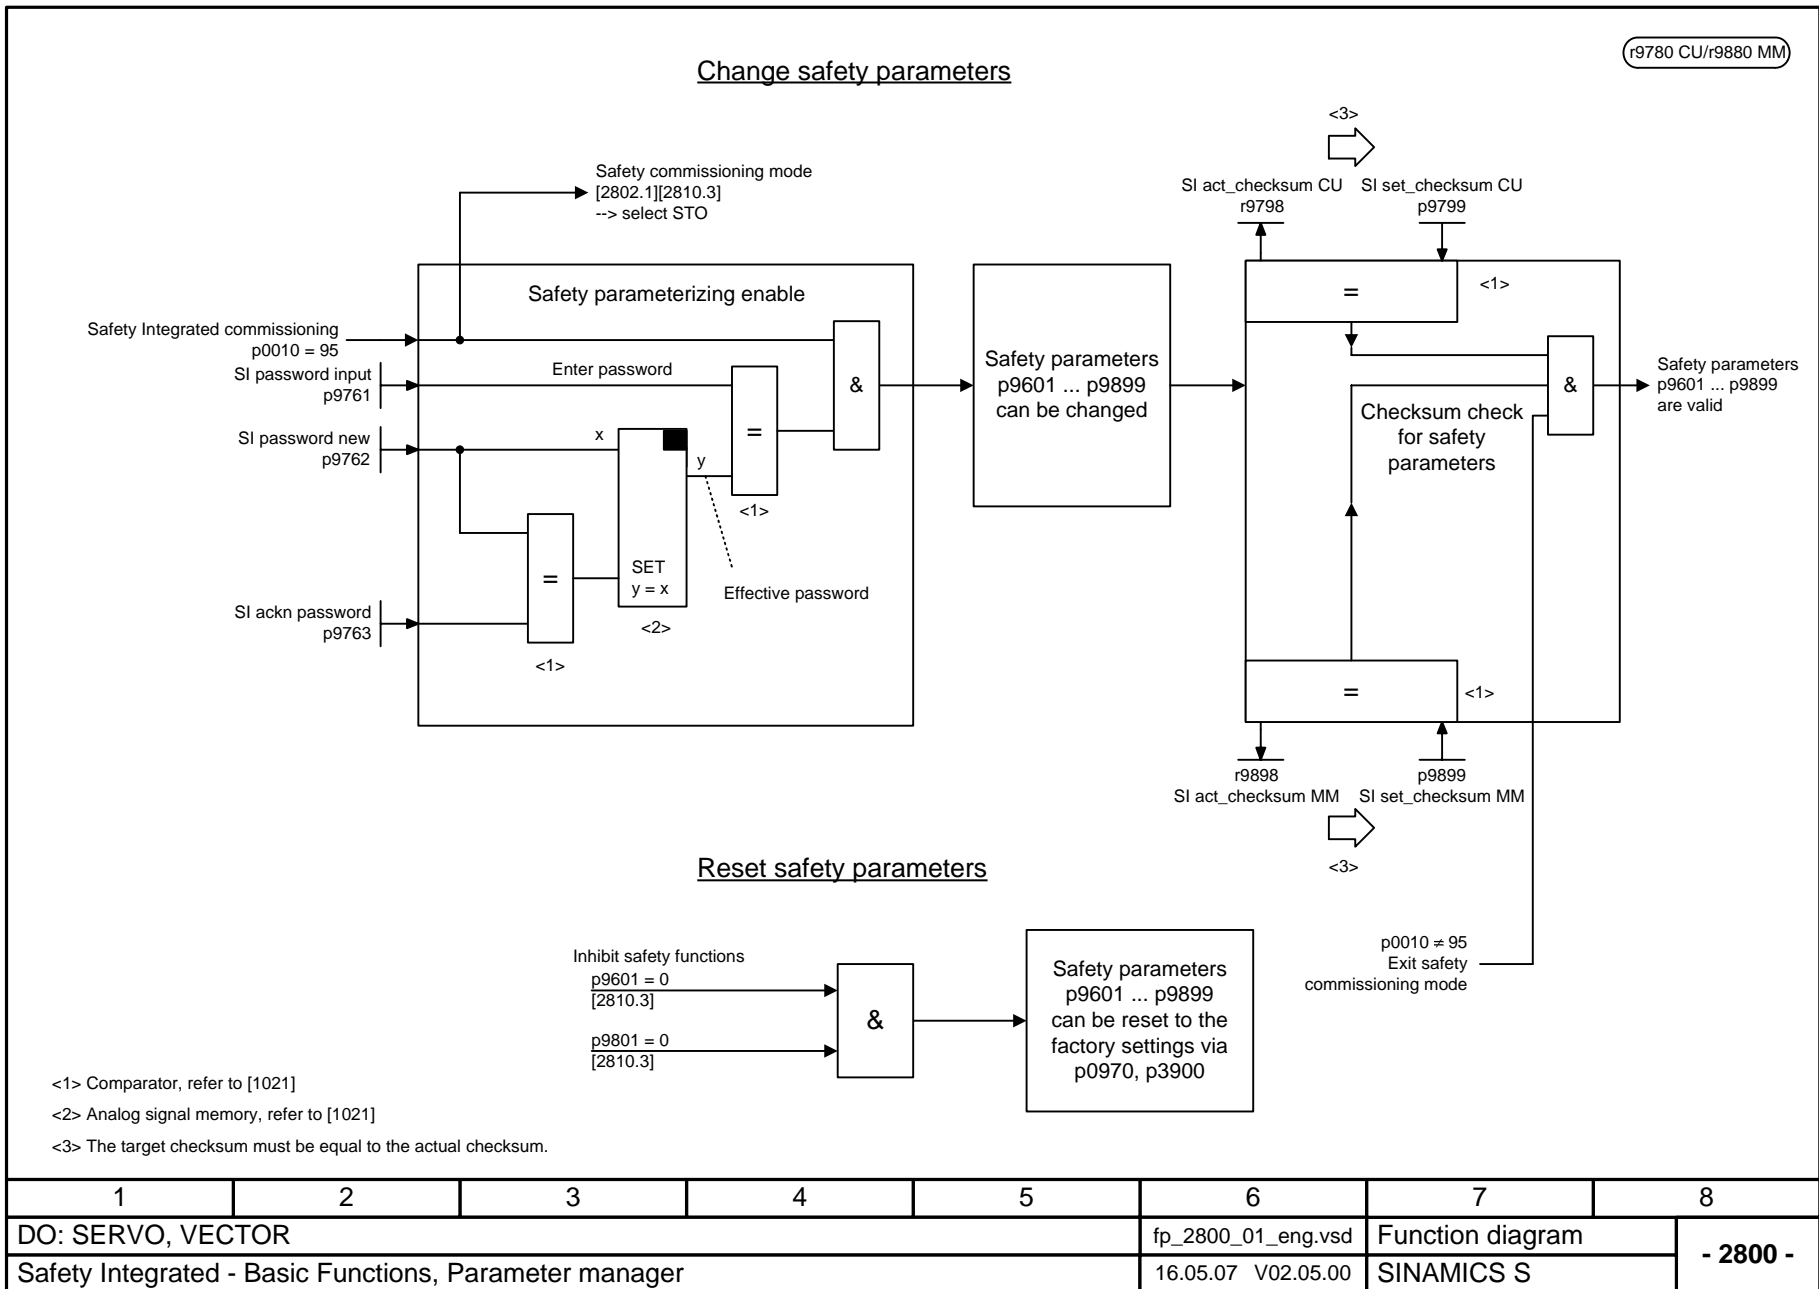 r9780 CU/r9880 MM
Change safety parameters
<3>
Safety commissioning mode
[2802.1][2810.3]
--> select STO
SI act_checksum CU
r9798
SI set_checksum CU
p9799
Safety parameterizing enable
=
<1>
Safety Integrated commissioning
p0010 = 95
SI password input
p9761
Enter password
&
=
Safety parameters
p9601 ... p9899
can be changed
&
Safety parameters
p9601 ... p9899
are valid
Checksum check
for safety
parameters
SI password new
p9762
x
y
<1>
=
SET
y = x
Effective password
SI ackn password
p9763
<2>
<1>
=
<1>
r9898
SI act_checksum MM
p9899
SI set_checksum MM
<3>
Reset safety parameters
p0010 ≠ 95
Exit safety
commissioning mode
Inhibit safety functions
p9601 = 0
[2810.3]
p9801 = 0
[2810.3]
&
Safety parameters
p9601 ... p9899
can be reset to the
factory settings via
p0970, p3900
<1> Comparator, refer to [1021]
<2> Analog signal memory, refer to [1021]
<3> The target checksum must be equal to the actual checksum.
1 2 3 4 5 6 7 8
DO: SERVO, VECTOR
fp_2800_01_eng.vsd
Function diagram
- 2800 -
Safety Integrated - Basic Functions, Parameter manager
16.05.07 V02.05.00
SINAMICS S